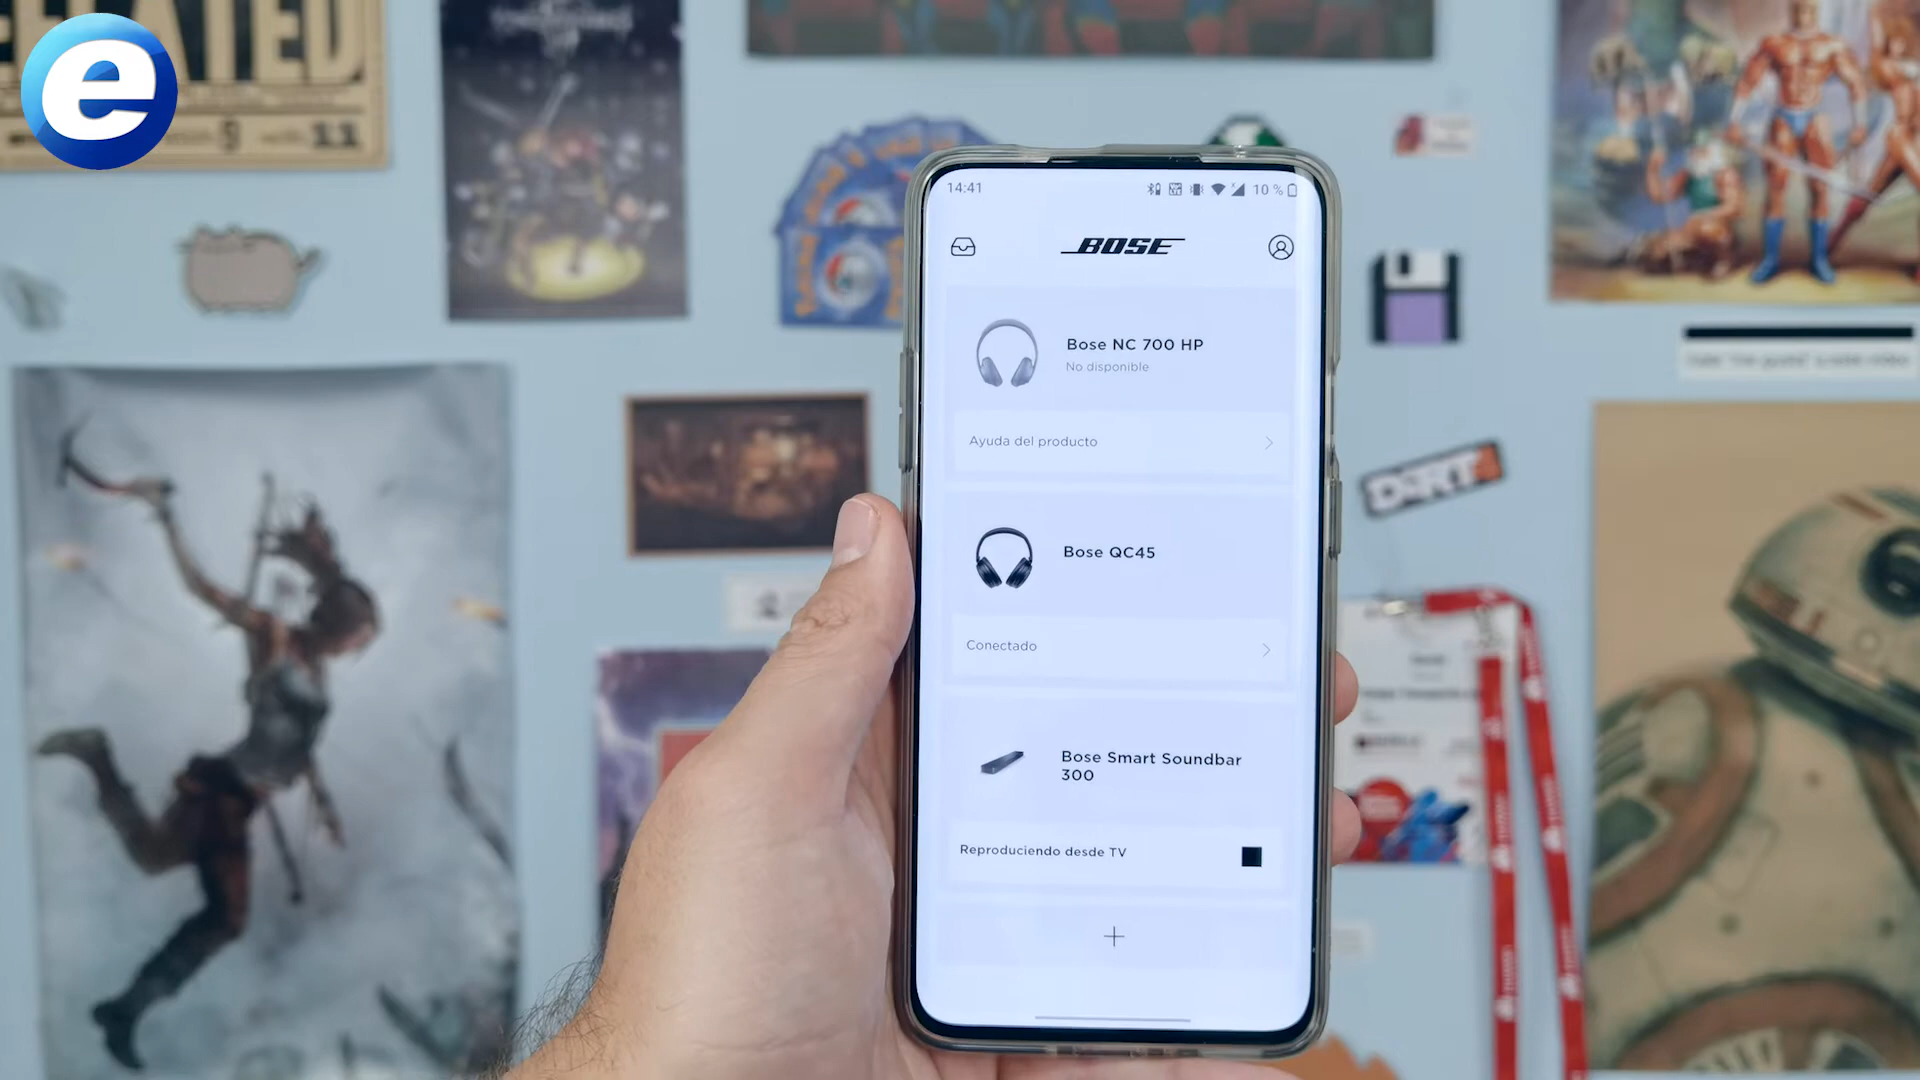 e
14:41
10 %
BOSE
Bose NC 700 HP
No disponible
Ayuda del producto
Bose QC45
Conectado
Bose Smart Soundbar
300
Reproduciendo desde TV
DiRT4